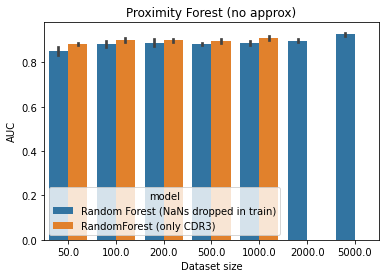 Proximity Forest (no approx)
AUC
0.8
0.6
0.4
0.2
0.0
model
Random Forest (NaNs dropped in train)
RandomForest (only CDR3)
50.0 100.0 200.0 500.0 1000.0 2000.0 5000.0
Dataset size